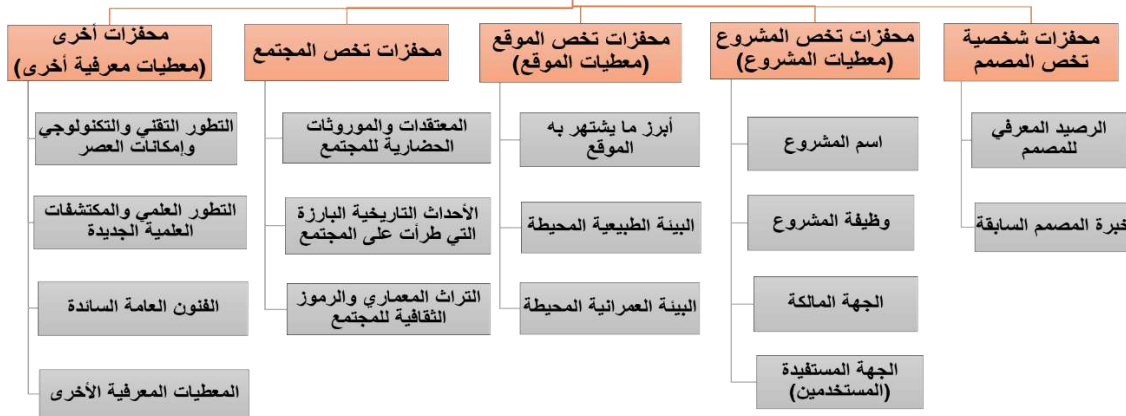 محفزات شخصية
تخص المصمم
الرصيد المعرفي
للمصمم
خبرة المصمم السابقة
محفزات تخص المشروع
(معطيات المشروع)
اسم المشروع
وظيفة المشروع
الجهة المالكة
الجهة المستفيدة
(المستخدمين)
محفزات تخص الموقع
(معطيات الموقع)
أبرز ما يشتهر به
الموقع
البيئة الطبيعية المحيطة
البيئة العمرانية المحيطة
محفزات تخص المجتمع
المعتقدات والموروثات
الحضارية للمجتمع
الأحداث التاريخية البارزة
التي طرأت على المجتمع
التراث المعماري والرموز
الثقافية للمجتمع
محفزات أخرى
(معطيات معرفية أخرى)
التطور التقني والتكنولوجي
وإمكانات العصر
التطور العلمي والمكتشفات
العلمية الجديدة
الفنون العامة السائدة
المعطيات المعرفية الأخرى